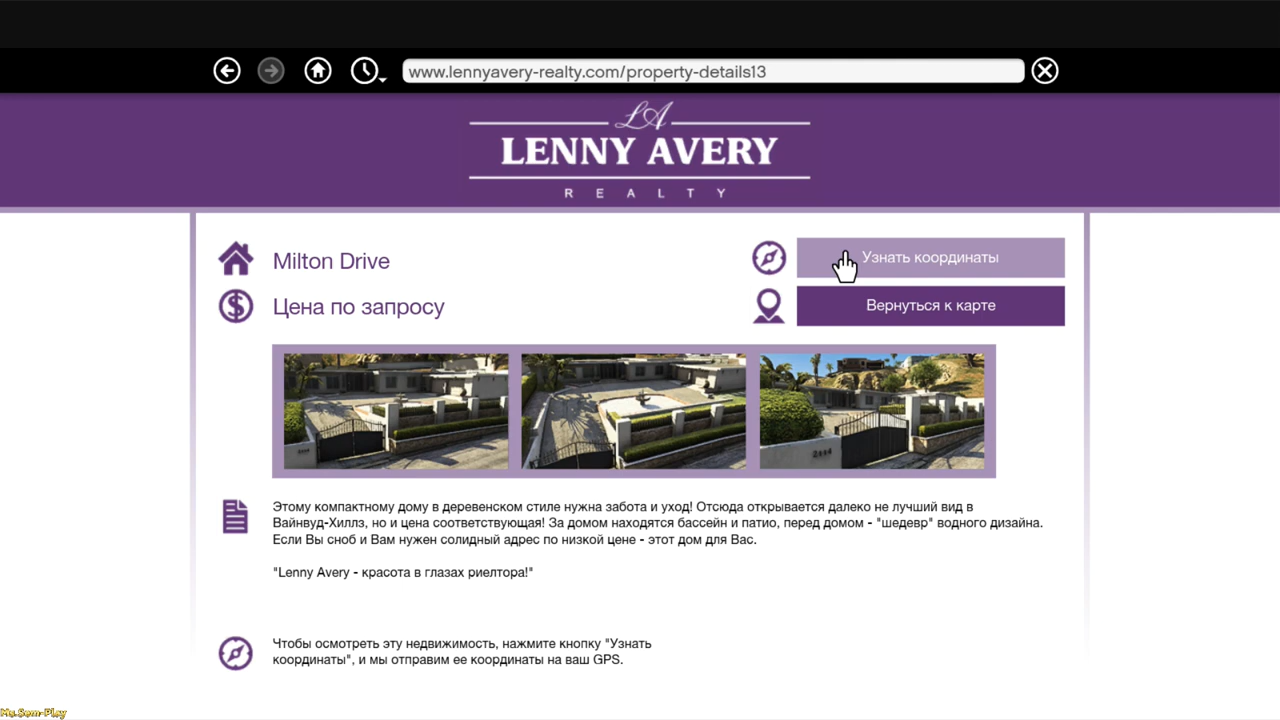 www.lennyavery-realty.com/property-details13
LA
LENNY AVERY
REALTY
Milton Drive
Узнать координаты
Цена по запросу
Вернуться к карте
Этому компактному дому в деревенском стиле нужна забота и уход! Отсюда открывается далеко не лучший вид в
Вайнвуд-Хиллз, но и цена соответствующая! За домом находятся бассейн и патио, перед домом - "шедевр" водного дизайна.
Если Вы сноб и Вам нужен солидный адрес по низкой цене - этот дом для Вас.
"Lenny Avery - красота в глазах риелтора!"
Чтобы осмотреть эту недвижимость, нажмите кнопку "Узнать
координаты", и мы отправим ее координаты на ваш GPS.